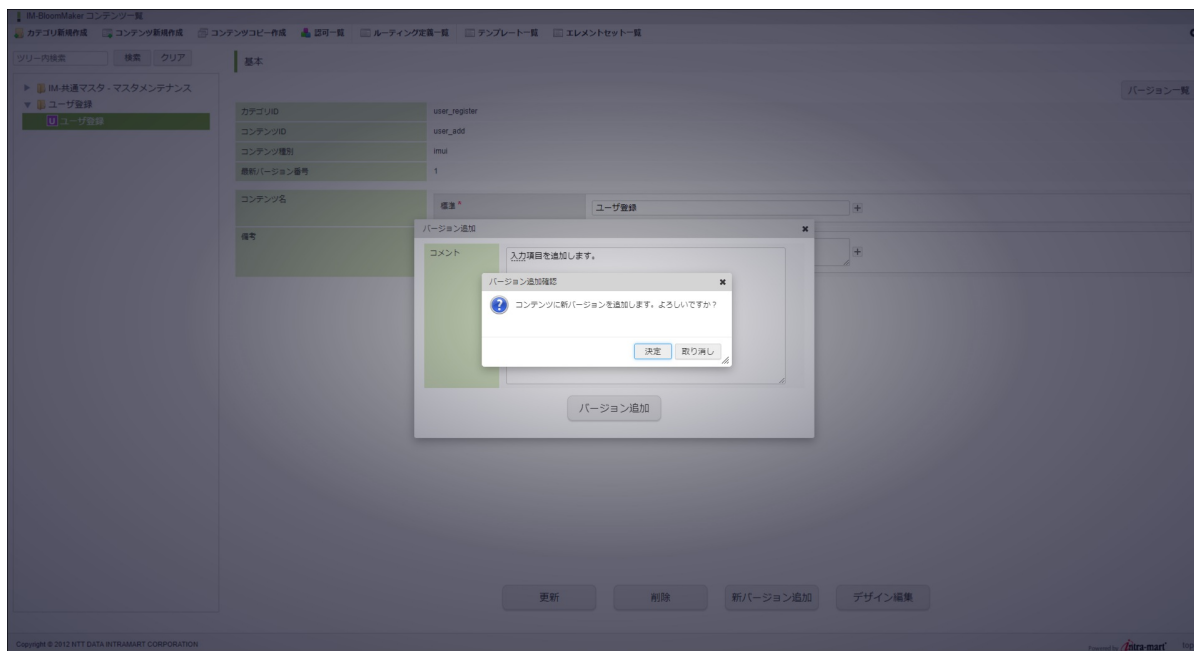 IM-BloomMaker コンテンツ一覧
カテゴリ新規作成 コンテンツ新規作成 コンテンツコピー作成 認可一覧 ルーティング定義一覧 テンプレート一覧 エレメントセット一覧
ツリー内検索 検索 クリア
基本
バージョン一覧
IM-共通マスタ - マスタメンテナンス
ユーザ登録
ユーザ登録
カテゴリID user_register
コンテンツID user_add
コンテンツ種別 imui
最新バージョン番号 1
コンテンツ名 標準 * ユーザ登録
備考
バージョン追加
コメント 入力項目を追加します。
バージョン追加確認
コンテンツに新バージョンを追加します。よろしいですか？
決定 取り消し
バージョン追加
更新 削除 新バージョン追加 デザイン編集
Copyright © 2012 NTT DATA INTRAMART CORPORATION
Powered by intra-mart